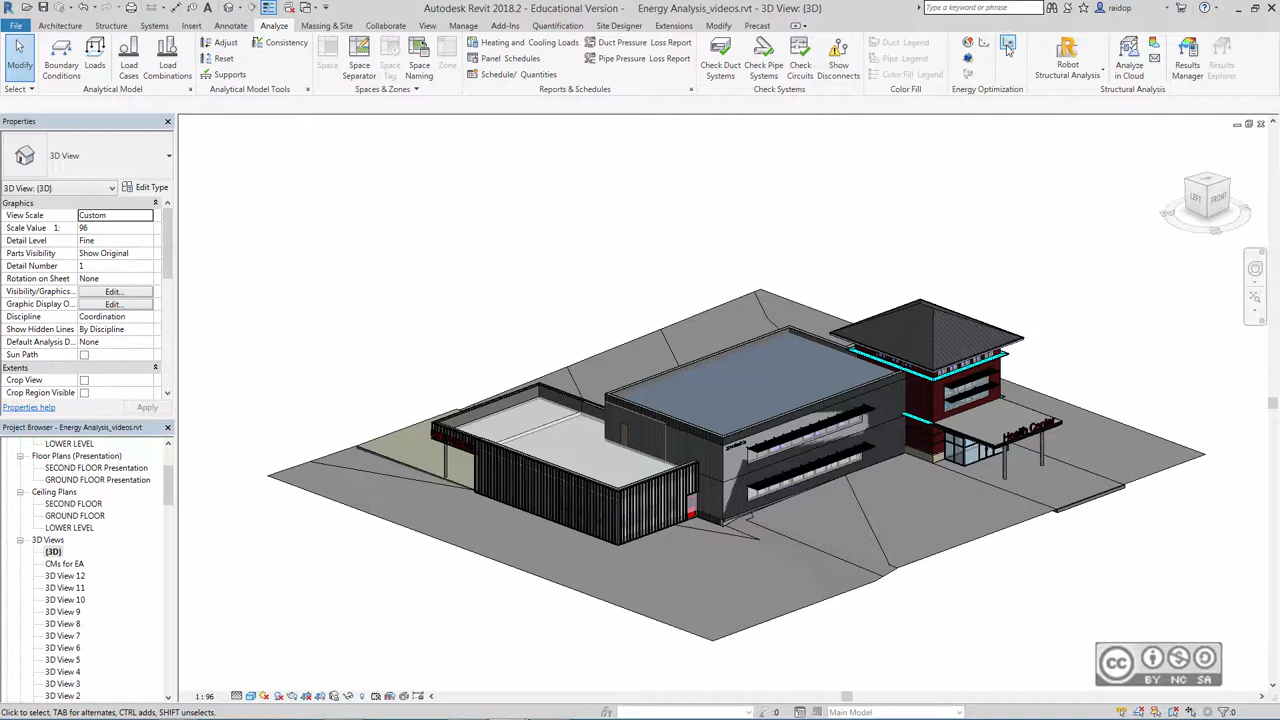 Autodesk Revit 2018.2 - Educational Version - Energy Analysis_videos.rvt - 3D View: {3D}
Type a keyword or phrase
raidop
File Architecture Structure Systems Insert Annotate Analyze Massing & Site Collaborate View Manage Add-Ins Quantification Site Designer Extensions Modify Precast
Modify
Boundary Conditions
Loads
Load Cases
Load Combinations
Adjust
Reset
Supports
Consistency
Space
Space Separator
Space Tag
Space Naming
Zone
Heating and Cooling Loads
Panel Schedules
Schedule/ Quantities
Duct Pressure Loss Report
Pipe Pressure Loss Report
Check Duct Systems
Check Pipe Systems
Check Circuits
Show Disconnects
Duct Legend
Pipe Legend
Color Fill Legend
Robot Structural Analysis
Analyze in Cloud
Results Manager
Results Explorer
Select
Analytical Model
Analytical Model Tools
Spaces & Zones
Reports & Schedules
Check Systems
Color Fill
Energy Optimization
Structural Analysis
Properties
3D View
3D View: {3D}
Edit Type
Graphics
View Scale Custom
Scale Value 1: 96
Detail Level Fine
Parts Visibility Show Original
Detail Number 1
Rotation on Sheet None
Visibility/Graphics... Edit...
Graphic Display O... Edit...
Discipline Coordination
Show Hidden Lines By Discipline
Default Analysis D... None
Sun Path
Extents
Crop View
Crop Region Visible
Properties help
Apply
Project Browser - Energy Analysis_videos.rvt
LOWER LEVEL
Floor Plans (Presentation)
SECOND FLOOR Presentation
GROUND FLOOR Presentation
Ceiling Plans
SECOND FLOOR
GROUND FLOOR
LOWER LEVEL
3D Views
{3D}
CMs for EA
3D View 12
3D View 11
3D View 10
3D View 9
3D View 8
3D View 7
3D View 6
3D View 5
3D View 4
3D View 3
3D View 2
LEFT
FRONT
Health Center
cc
BY NC SA
1 : 96
Click to select, TAB for alternates, CTRL adds, SHIFT unselects.
:0
Main Model
:0